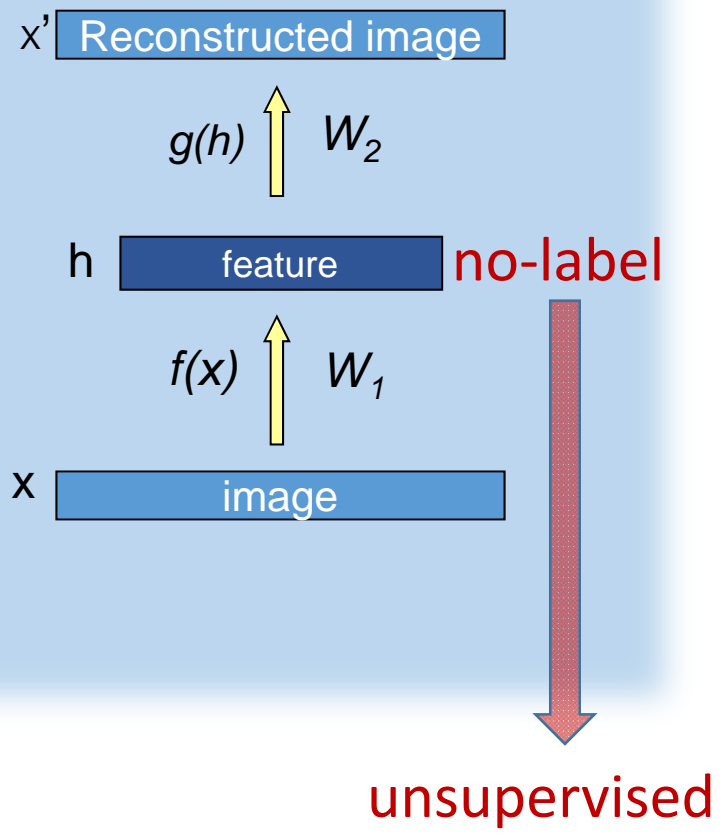 x’ Reconstructed image
g(h) W2
h feature no-label
f(x) W1
x image
unsupervised